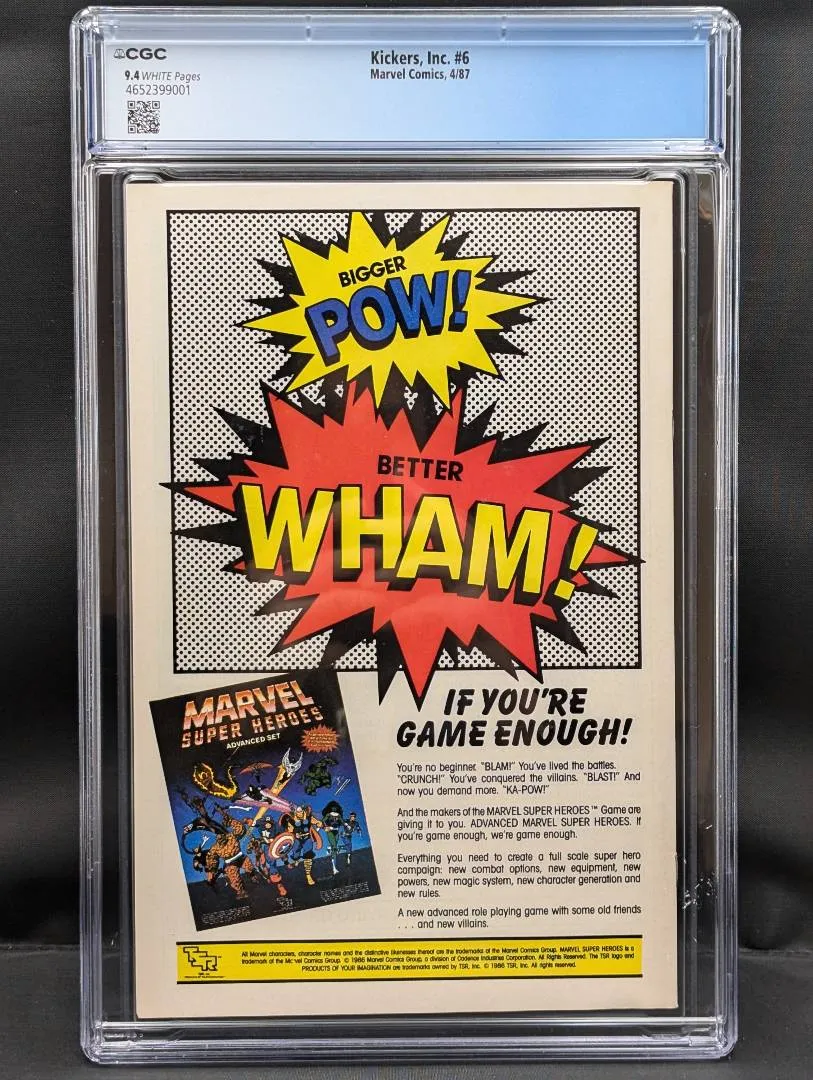 CGC
Kickers, Inc. #6
9.4 WHITE Pages
Marvel Comics, 4/87
4652399001
BIGGER
POW!
BETTER
WHAM!
MARVEL
SUPER HEROES
ADVANCED SET
IF YOU'RE
GAME ENOUGH!
You're no beginner. "BLAM!" You've lived the battles.
"CRUNCH!" You've conquered the villains. "BLAST!" And
now you demand more. "KA-POW!"
And the makers of the MARVEL SUPER HEROES™ Game are
giving it to you. ADVANCED MARVEL SUPER HEROES. If
you're game enough, we're game enough.
Everything you need to create a full scale super hero
campaign: new combat options, new equipment, new
powers, new magic system, new character generation and
new rules.
A new advanced role playing game with some old friends
. . . and new villains.
All Marvel characters, character names and the distinctive likenesses thereof are the trademarks of the Marvel Comics Group. MARVEL SUPER HEROES is a
trademark of the Marvel Comics Group. © 1986 Marvel Comics Group, a division of Cadence Industries Corporation. All Rights Reserved. The TSR logo and
PRODUCTS OF YOUR IMAGINATION are trademarks owned by TSR, Inc. © 1986 TSR, Inc. All rights reserved.
TSR